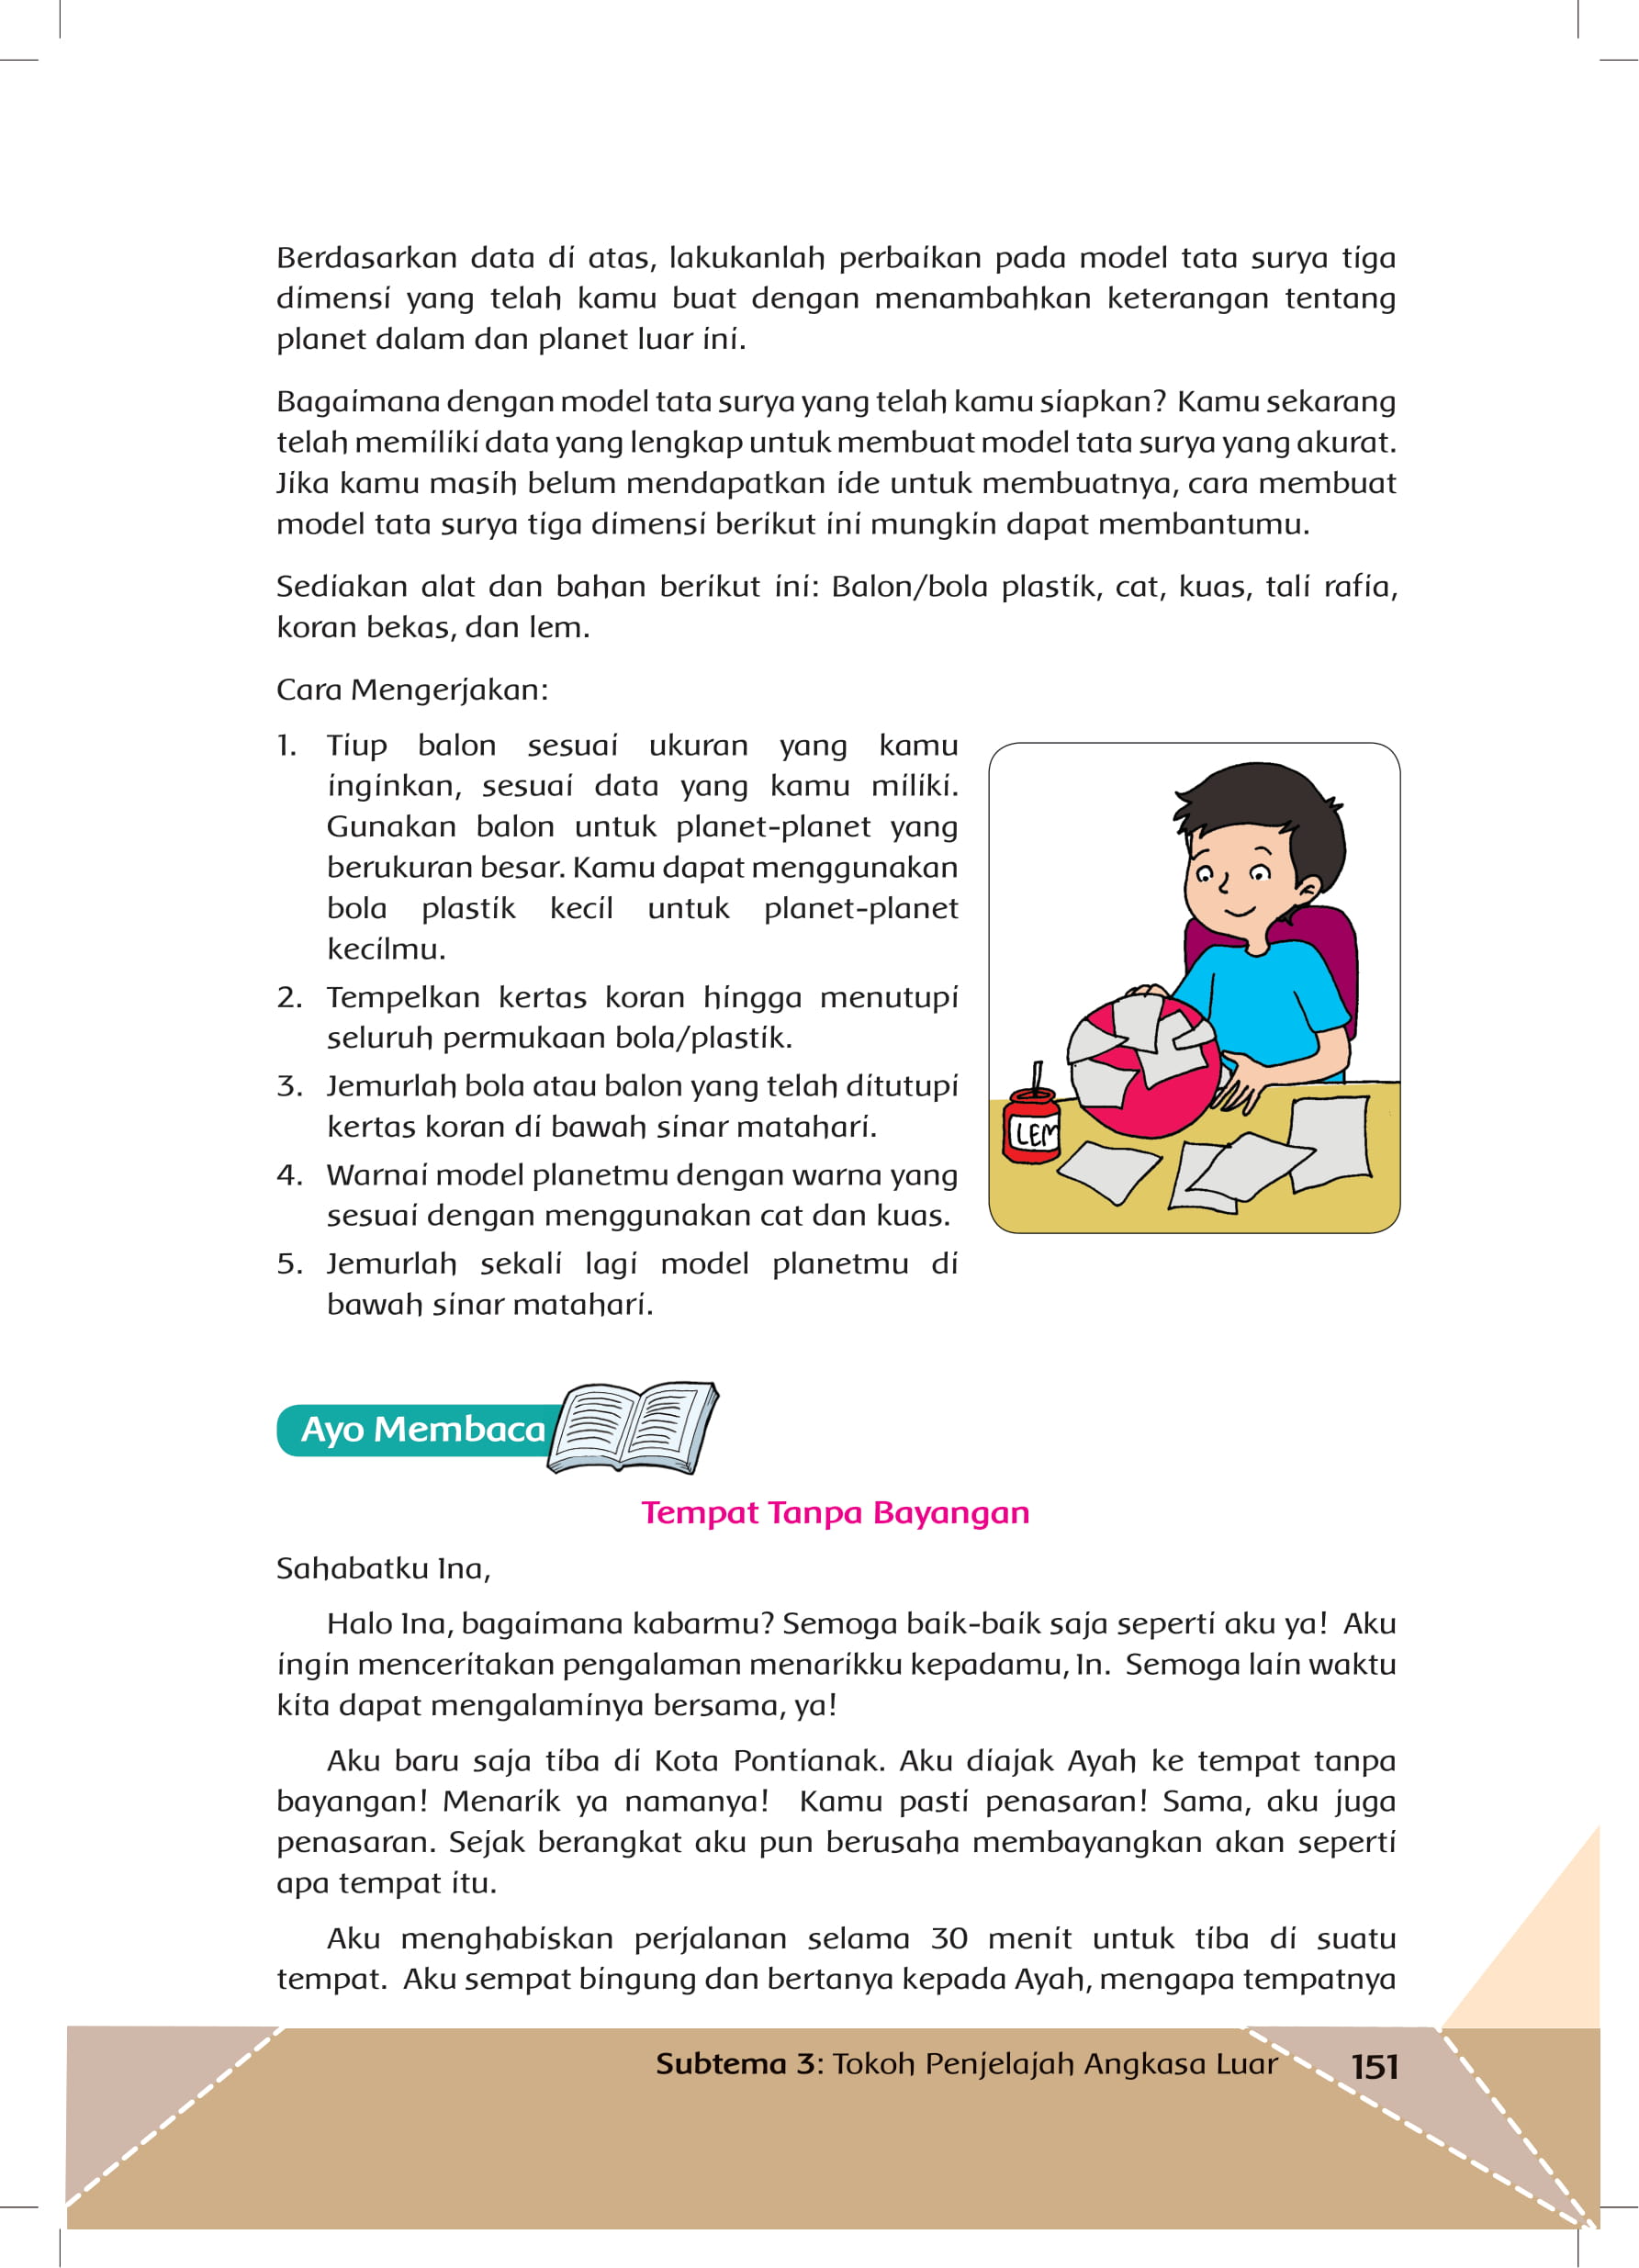 Berdasarkan data di atas, lakukanlah perbaikan pada model tata surya tiga
dimensi yang telah kamu buat dengan menambahkan keterangan tentang
planet dalam dan planet luar ini.
Bagaimana dengan model tata surya yang telah kamu siapkan? Kamu sekarang
telah memiliki data yang lengkap untuk membuat model tata surya yang akurat.
Jika kamu masih belum mendapatkan ide untuk membuatnya, cara membuat
model tata surya tiga dimensi berikut ini mungkin dapat membantumu.
Sediakan alat dan bahan berikut ini: Balon/bola plastik, cat, kuas, tali rafia,
koran bekas, dan lem.
Cara Mengerjakan:
1. Tiup balon sesuai ukuran yang kamu
inginkan, sesuai data yang kamu miliki.
Gunakan balon untuk planet-planet yang
berukuran besar. Kamu dapat menggunakan
bola plastik kecil untuk planet-planet
kecilmu.
2. Tempelkan kertas koran hingga menutupi
seluruh permukaan bola/plastik.
3. Jemurlah bola atau balon yang telah ditutupi
kertas koran di bawah sinar matahari.
4. Warnai model planetmu dengan warna yang
sesuai dengan menggunakan cat dan kuas.
5. Jemurlah sekali lagi model planetmu di
bawah sinar matahari.
LEM
Ayo Membaca
Tempat Tanpa Bayangan
Sahabatku Ina,
Halo Ina, bagaimana kabarmu? Semoga baik-baik saja seperti aku ya! Aku
ingin menceritakan pengalaman menarikku kepadamu, In. Semoga lain waktu
kita dapat mengalaminya bersama, ya!
Aku baru saja tiba di Kota Pontianak. Aku diajak Ayah ke tempat tanpa
bayangan! Menarik ya namanya! Kamu pasti penasaran! Sama, aku juga
penasaran. Sejak berangkat aku pun berusaha membayangkan akan seperti
apa tempat itu.
Aku menghabiskan perjalanan selama 30 menit untuk tiba di suatu
tempat. Aku sempat bingung dan bertanya kepada Ayah, mengapa tempatnya
Subtema 3: Tokoh Penjelajah Angkasa Luar 151